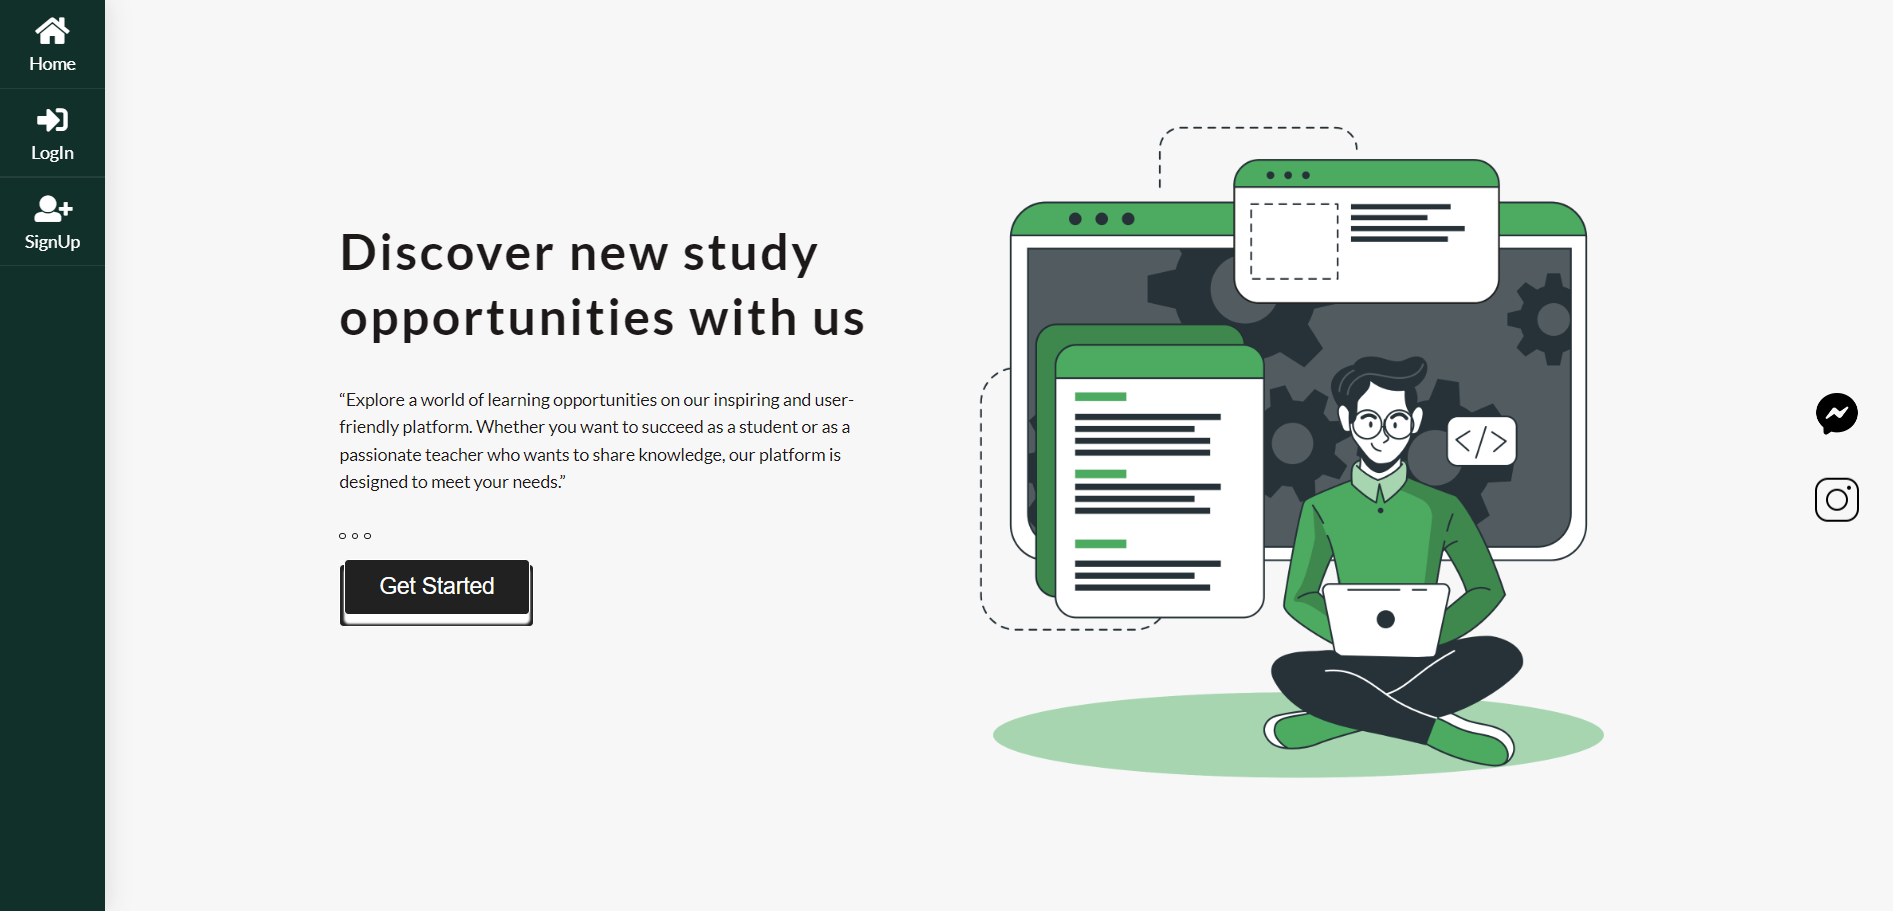 Home
LogIn
SignUp
Discover new study
opportunities with us
“Explore a world of learning opportunities on our inspiring and user-
friendly platform. Whether you want to succeed as a student or as a
passionate teacher who wants to share knowledge, our platform is
designed to meet your needs.”
Get Started
</>